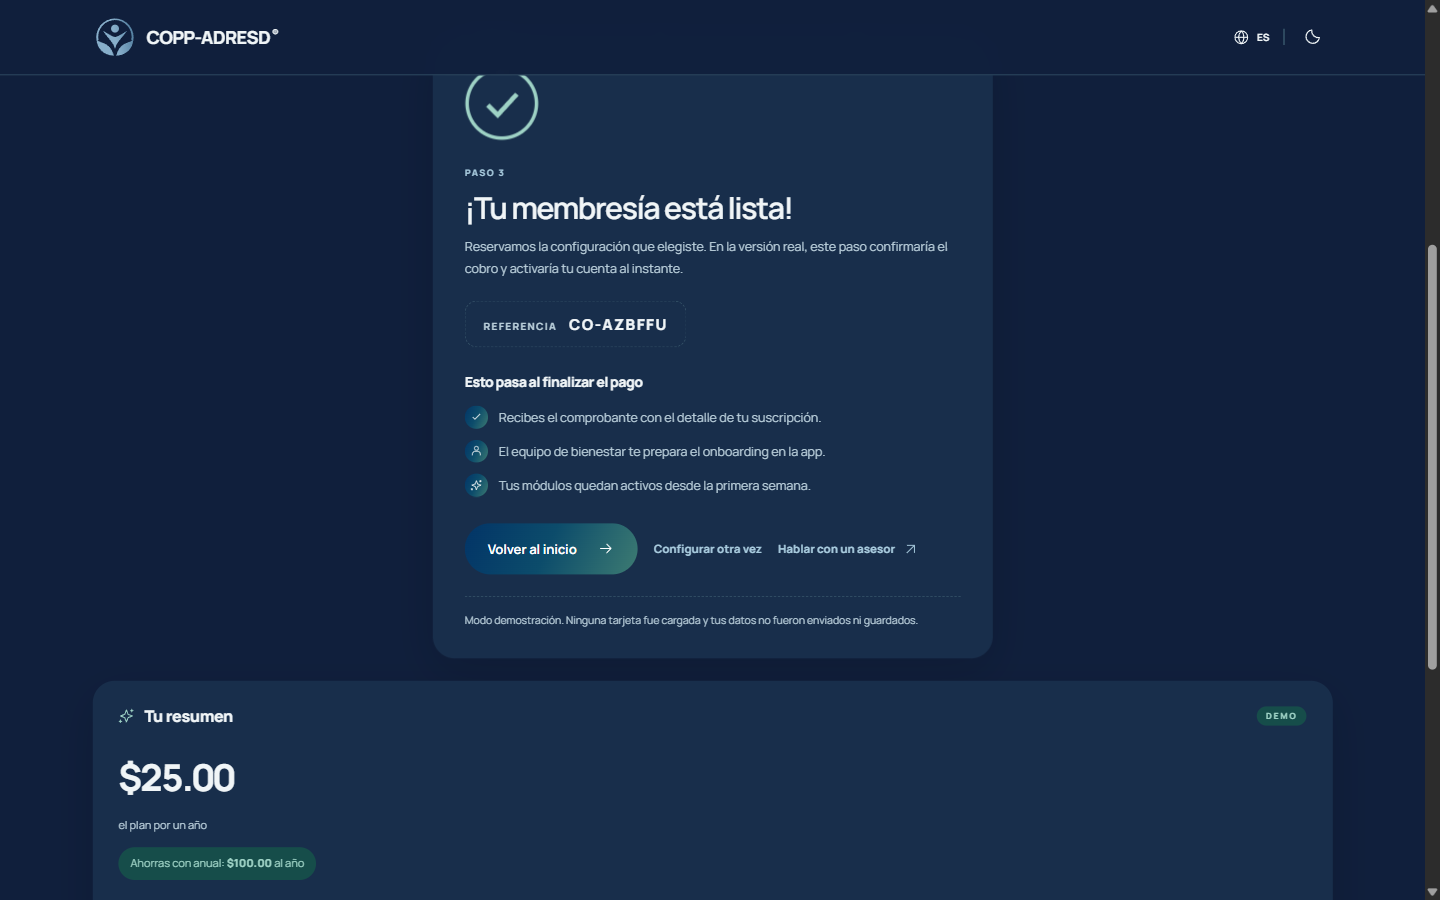 COPP-ADRESD°
ES
PASO 3
¡Tu membresía está lista!
Reservamos la configuración que elegiste. En la versión real, este paso confirmaría el
cobro y activaría tu cuenta al instante.
REFERENCIA CO-AZBFFU
Esto pasa al finalizar el pago
Recibes el comprobante con el detalle de tu suscripción.
El equipo de bienestar te prepara el onboarding en la app.
Tus módulos quedan activos desde la primera semana.
Volver al inicio
Configurar otra vez
Hablar con un asesor
Modo demostración. Ninguna tarjeta fue cargada y tus datos no fueron enviados ni guardados.
Tu resumen
DEMO
$25.00
el plan por un año
Ahorras con anual: $100.00 al año